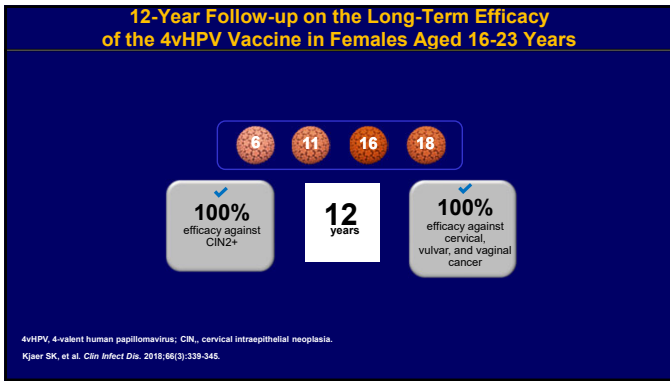 12-Year Follow-up on the Long-Term Efficacy
of the 4vHPV Vaccine in Females Aged 16-23 Years
6 11 16 18
100%
efficacy against
CIN2+
12
years
100%
efficacy against
cervical,
vulvar, and vaginal
cancer
4vHPV, 4-valent human papillomavirus; CIN,, cervical intraepithelial neoplasia.
Kjaer SK, et al. Clin Infect Dis. 2018;66(3):339-345.